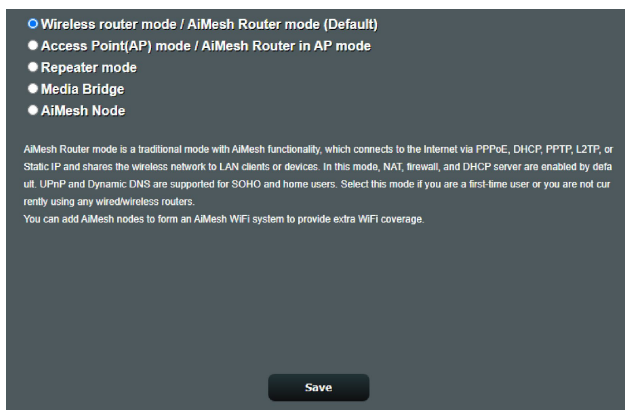 Wireless router mode / AiMesh Router mode (Default)
Access Point(AP) mode / AiMesh Router in AP mode
Repeater mode
Media Bridge
AiMesh Node
AiMesh Router mode is a traditional mode with AiMesh functionality, which connects to the Internet via PPPoE, DHCP, PPTP, L2TP, or
Static IP and shares the wireless network to LAN clients or devices. In this mode, NAT, firewall, and DHCP server are enabled by defa
ult. UPnP and Dynamic DNS are supported for SOHO and home users. Select this mode if you are a first-time user or you are not cur
rently using any wired/wireless routers.
You can add AiMesh nodes to form an AiMesh WiFi system to provide extra WiFi coverage.
Save